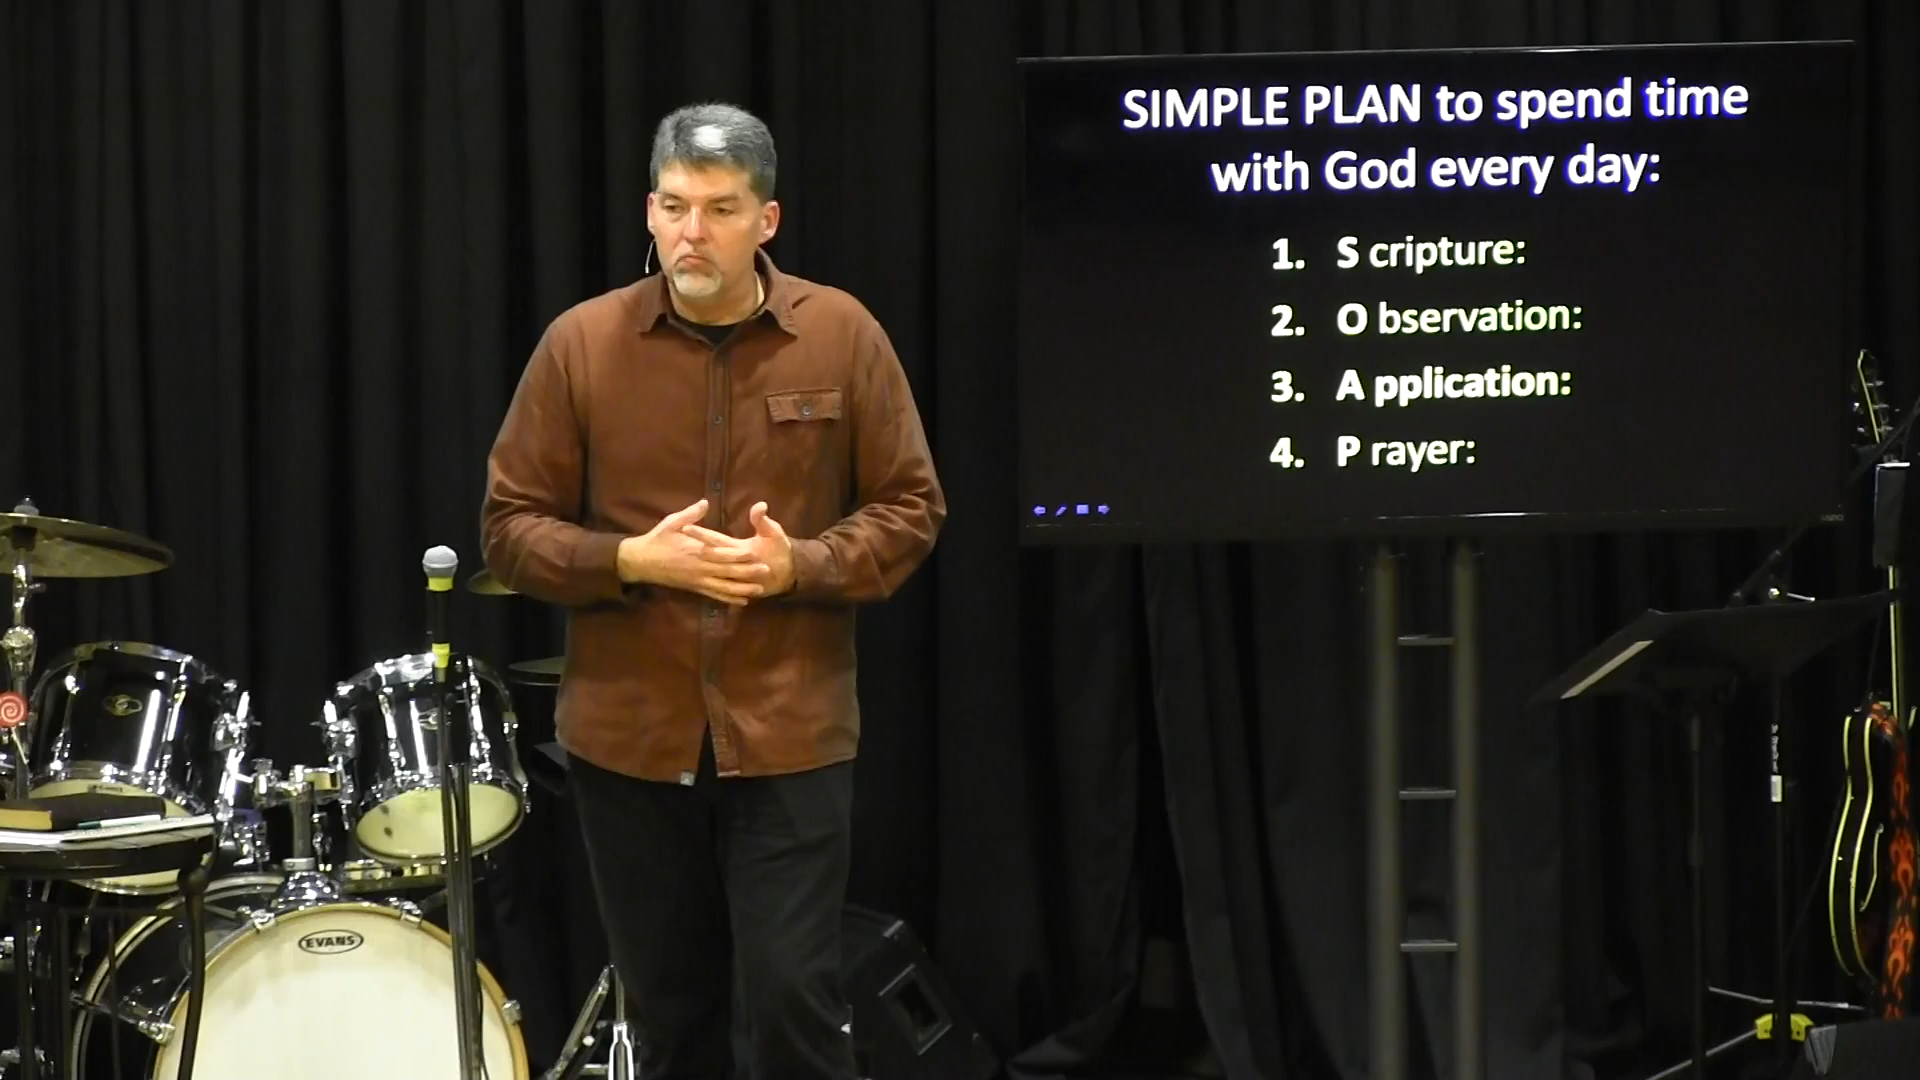 SIMPLE PLAN to spend time
with God every day:
1. S cripture:
2. O bservation:
3. A pplication:
4. P rayer:
EVANS